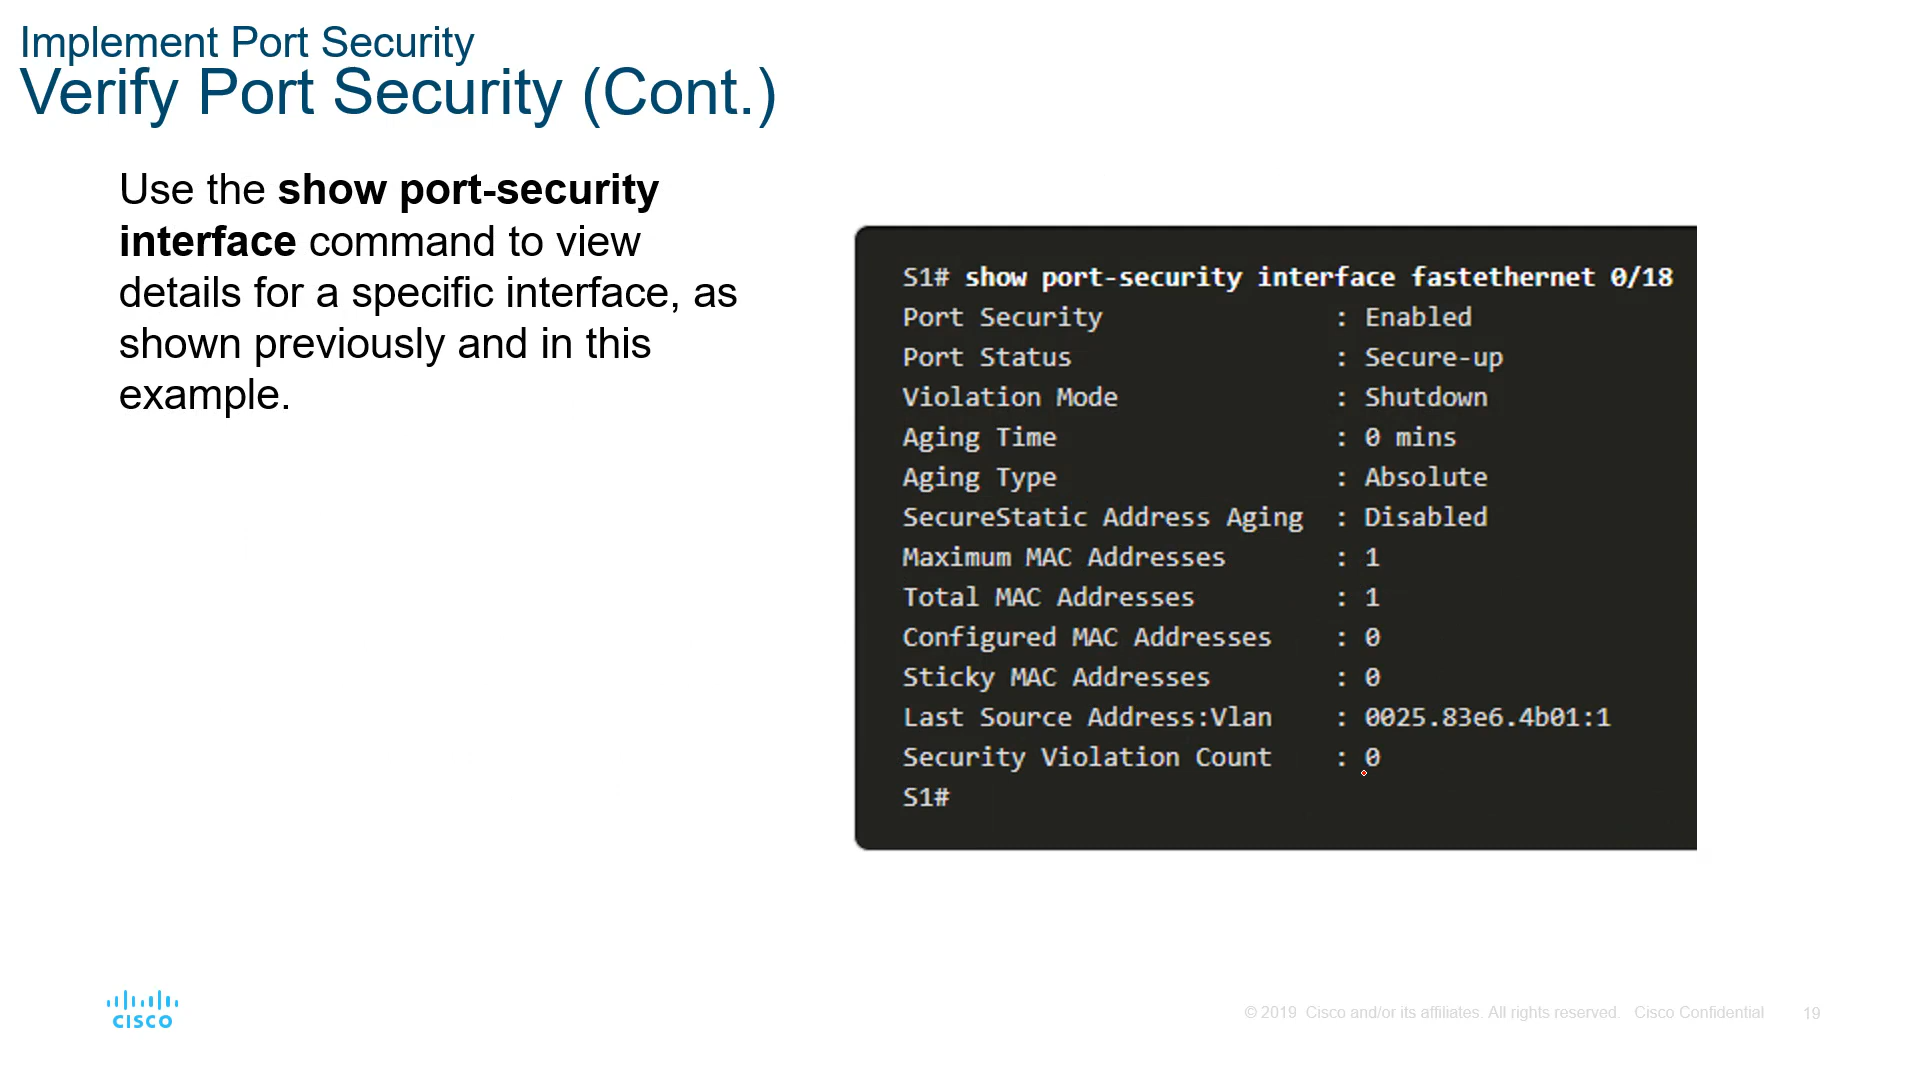 Implement Port Security
Verify Port Security (Cont.)
Use the show port-security
interface command to view
details for a specific interface, as
shown previously and in this
example.
S1# show port-security interface fastethernet 0/18
Port Security : Enabled
Port Status : Secure-up
Violation Mode : Shutdown
Aging Time : 0 mins
Aging Type : Absolute
SecureStatic Address Aging : Disabled
Maximum MAC Addresses : 1
Total MAC Addresses : 1
Configured MAC Addresses : 0
Sticky MAC Addresses : 0
Last Source Address:Vlan : 0025.83e6.4b01:1
Security Violation Count : 0
S1#
CISCO
© 2019 Cisco and/or its affiliates. All rights reserved. Cisco Confidential 19